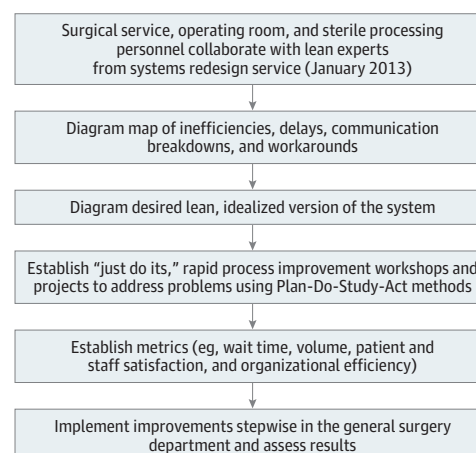 Surgical service, operating room, and sterile processing
personnel collaborate with lean experts
from systems redesign service (January 2013)
Diagram map of inefficiencies, delays, communication
breakdowns, and workarounds
Diagram desired lean, idealized version of the system
Establish “just do its,” rapid process improvement workshops and
projects to address problems using Plan-Do-Study-Act methods
Establish metrics (eg, wait time, volume, patient and
staff satisfaction, and organizational efficiency)
Implement improvements stepwise in the general surgery
department and assess results